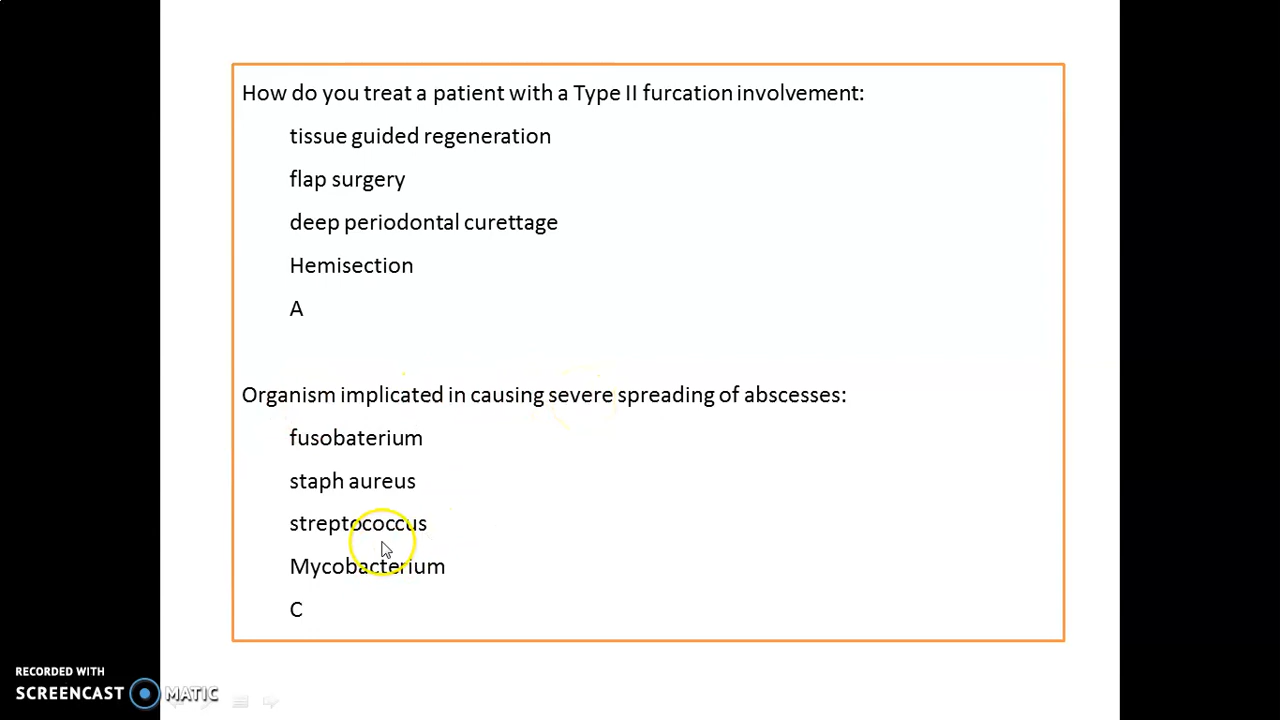 How do you treat a patient with a Type II furcation involvement:
tissue guided regeneration
flap surgery
deep periodontal curettage
Hemisection
A
Organism implicated in causing severe spreading of abscesses:
fusobaterium
staph aureus
streptococcus
Mycobacterium
C
RECORDED WITH
SCREENCAST MATIC